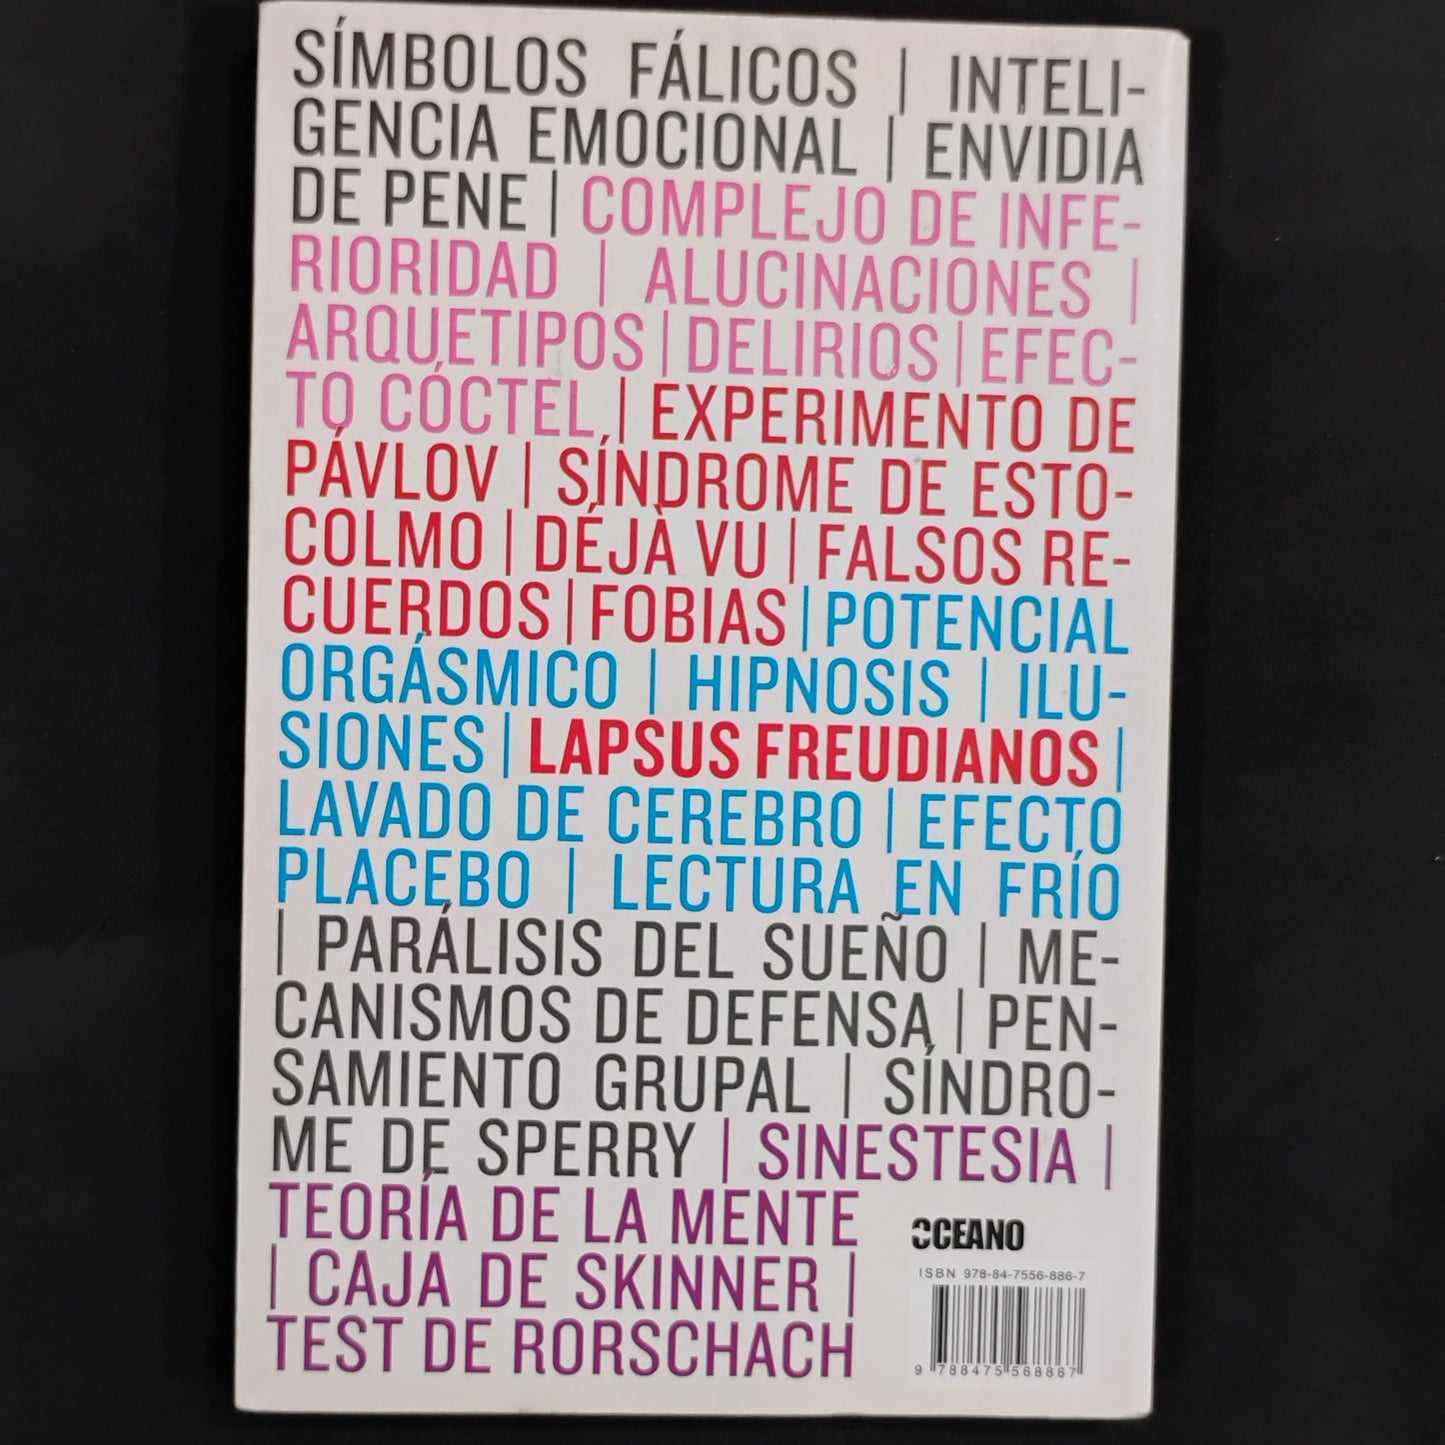 SÍMBOLOS FÁLICOS | INTELI-
GENCIA EMOCIONAL | ENVIDIA
DE PENE | COMPLEJO DE INFE-
RIORIDAD | ALUCINACIONES |
ARQUETIPOS | DELIRIOS | EFEC-
TO CÓCTEL | EXPERIMENTO DE
PÁVLOV | SÍNDROME DE ESTO-
COLMO | DÉJÀ VU | FALSOS RE-
CUERDOS | FOBIAS | POTENCIAL
ORGÁSMICO | HIPNOSIS | ILU-
SIONES | LAPSUS FREUDIANOS |
LAVADO DE CEREBRO | EFECTO
PLACEBO | LECTURA EN FRÍO
| PARÁLISIS DEL SUEÑO | ME-
CANISMOS DE DEFENSA | PEN-
SAMIENTO GRUPAL | SÍNDRO-
ME DE SPERRY | SINESTESIA |
TEORÍA DE LA MENTE
| CAJA DE SKINNER |
TEST DE RORSCHACH
OCEANO
ISBN 978-84-7556-886-7
9 788475 568867